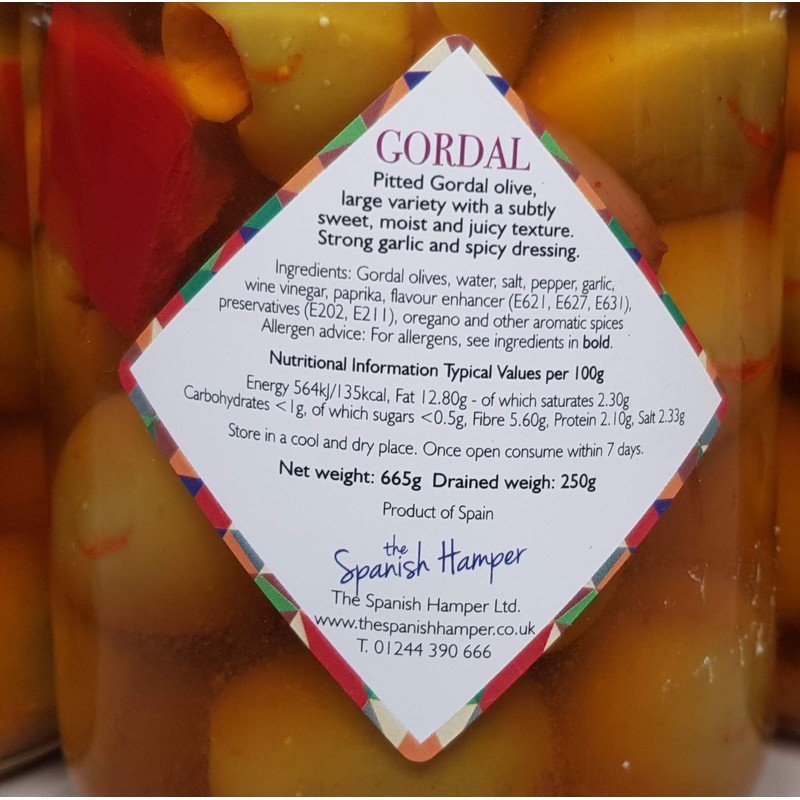 GORDAL
Pitted Gordal olive,
large variety with a subtly
sweet, moist and juicy texture.
Strong garlic and spicy dressing.
Ingredients: Gordal olives, water, salt, pepper, garlic,
wine vinegar, paprika, flavour enhancer (E621, E627, E631),
preservatives (E202, E211), oregano and other aromatic spices
Allergen advice: For allergens, see ingredients in bold.
Nutritional Information Typical Values per 100g
Energy 564kJ/135kcal, Fat 12.80g - of which saturates 2.30g
Carbohydrates <1g, of which sugars <0.5g, Fibre 5.60g, Protein 2.10g, Salt 2.33g
Store in a cool and dry place. Once open consume within 7 days.
Net weight: 665g Drained weigh: 250g
Product of Spain
the
Spanish Hamper
The Spanish Hamper Ltd.
www.thespanishhamper.co.uk
T. 01244 390 666